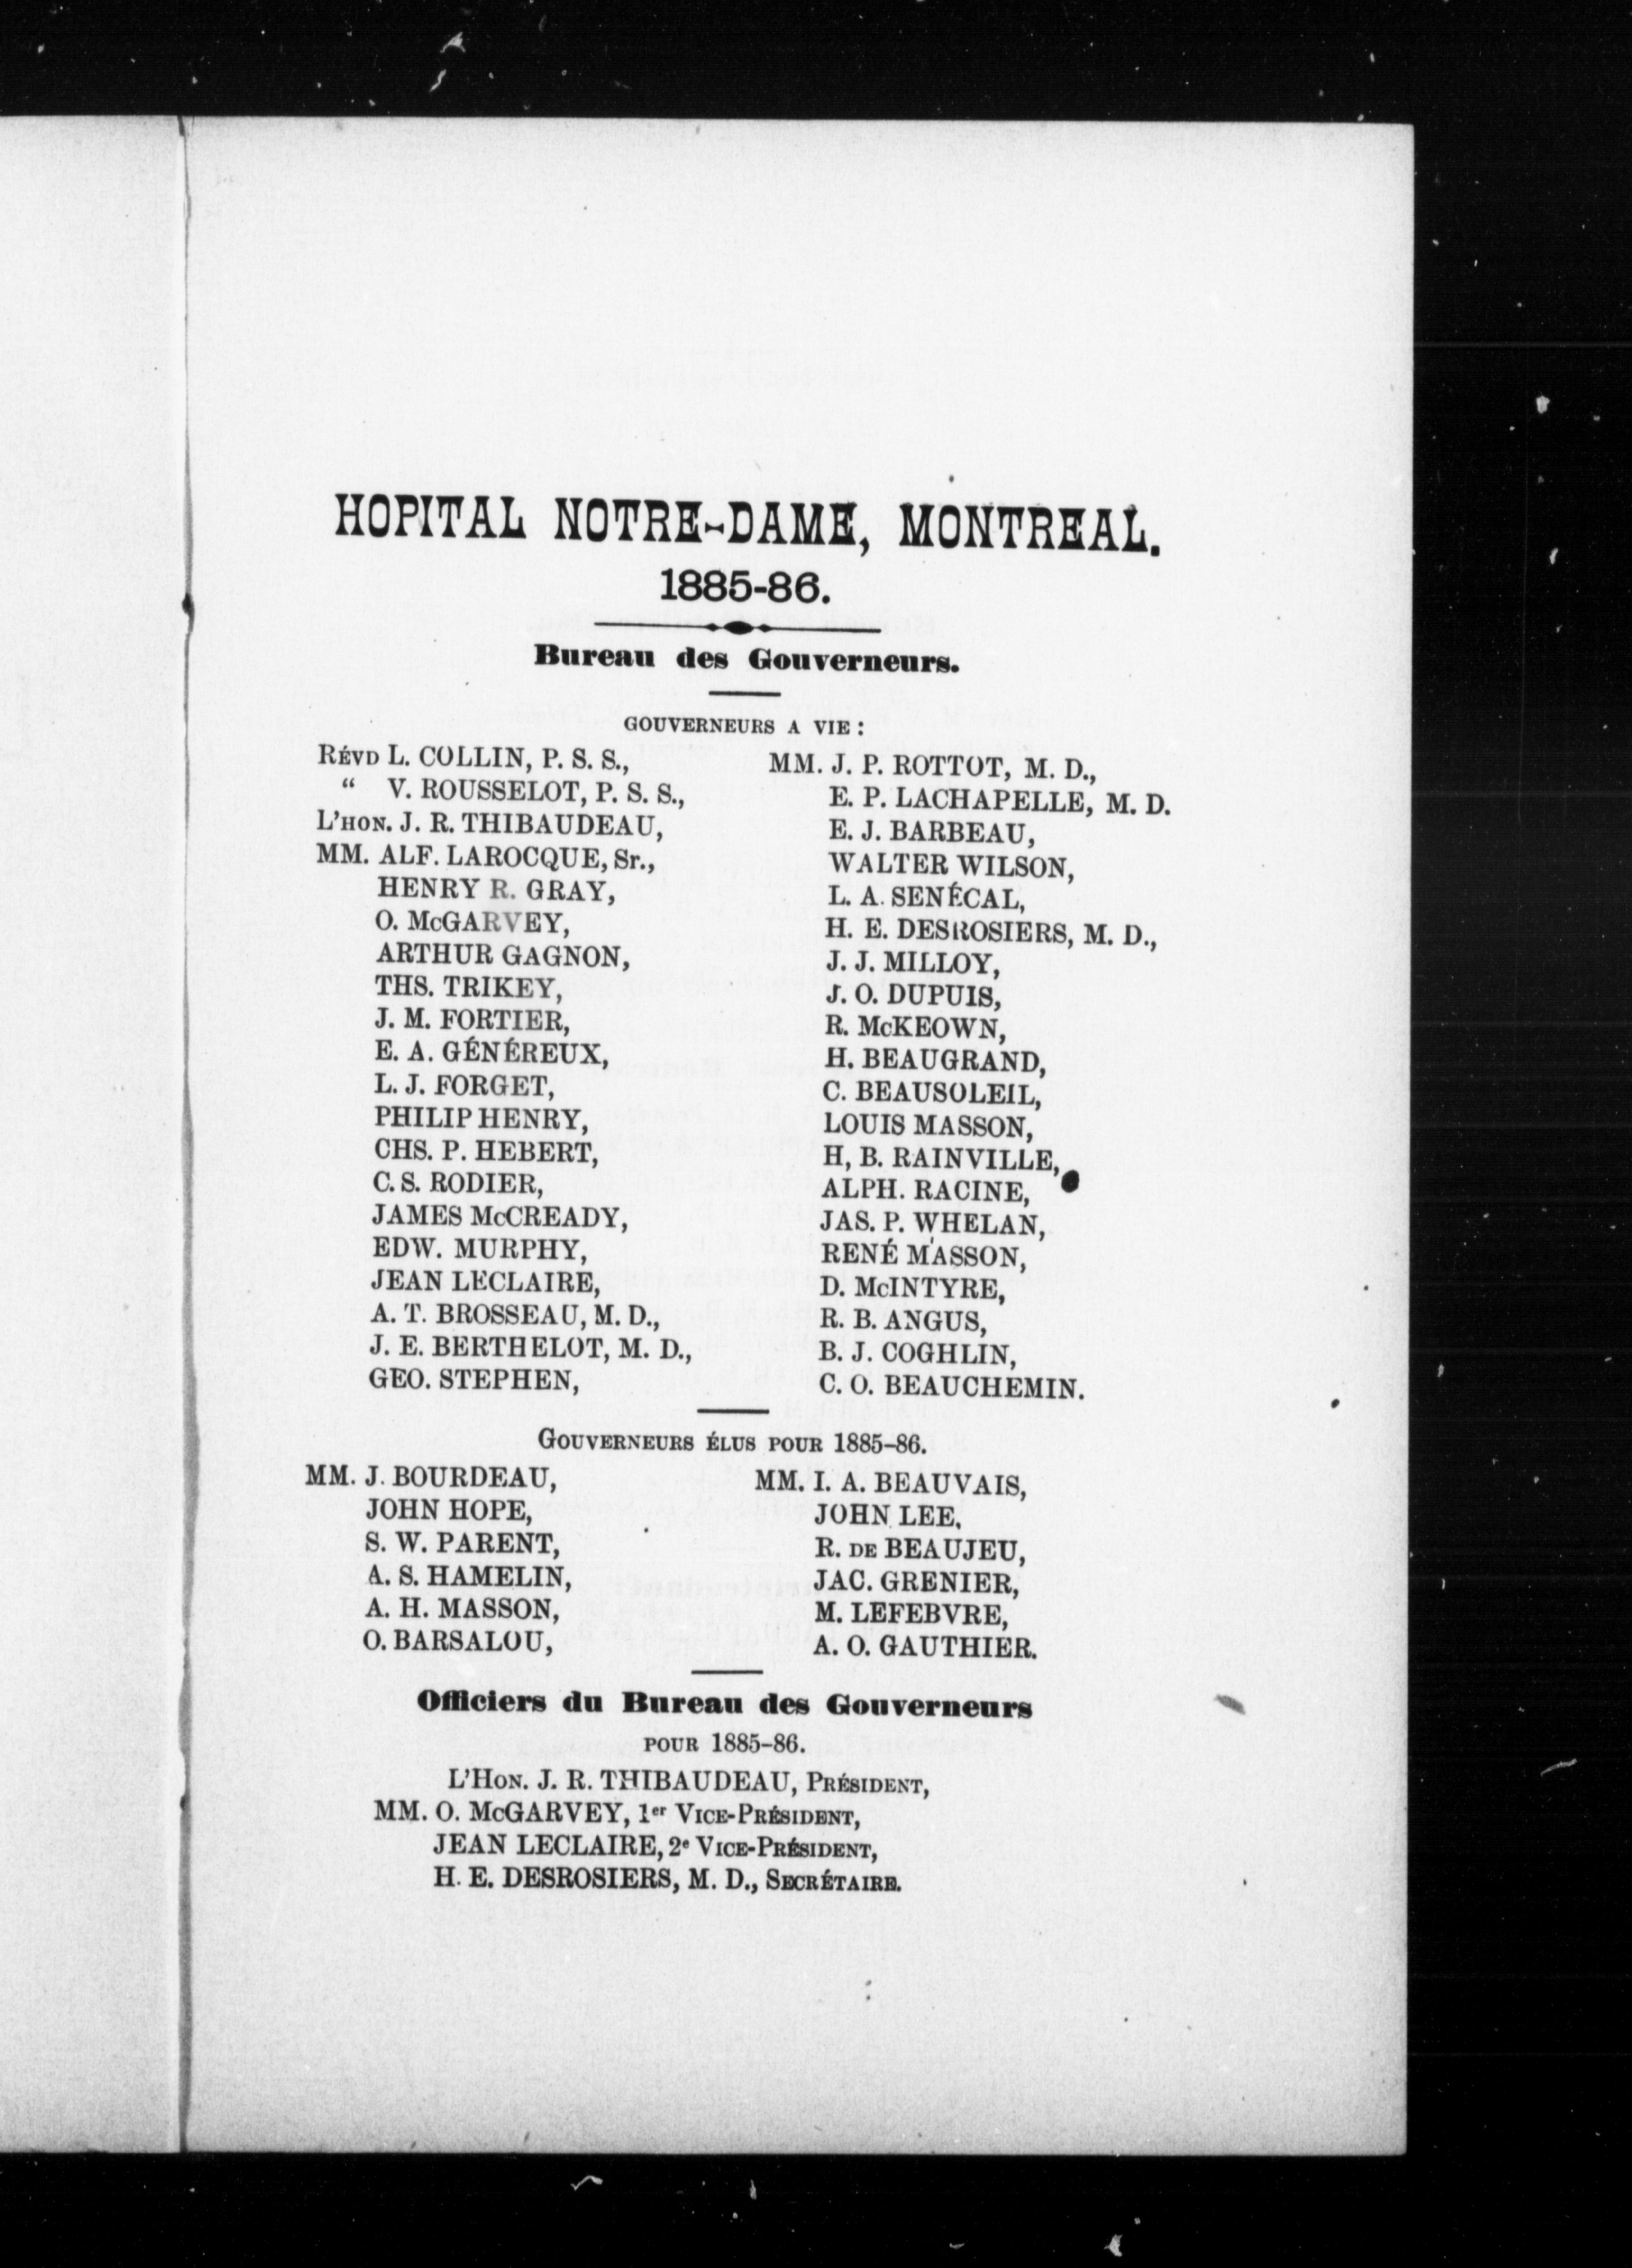 HOPITAL NOTRE-DAME, MONTREAL.
1885-86.
Bureau des Gouverneurs.
GOUVERNEURS A VIE :
RÉVD L. COLLIN, P. S. S.,
“ V. ROUSSELOT, P. S. S.,
L'HON. J. R. THIBAUDEAU,
MM. ALF. LAROCQUE, Sr.,
HENRY R. GRAY,
O. McGARVEY,
ARTHUR GAGNON,
THS. TRIKEY,
J. M. FORTIER,
E. A. GÉNÉREUX,
L. J. FORGET,
PHILIP HENRY,
CHS. P. HEBERT,
C. S. RODIER,
JAMES McCREADY,
EDW. MURPHY,
JEAN LECLAIRE,
A. T. BROSSEAU, M. D.,
J. E. BERTHELOT, M. D.,
GEO. STEPHEN,
MM. J. P. ROTTOT, M. D.,
E. P. LACHAPELLE, M. D.
E. J. BARBEAU,
WALTER WILSON,
L. A. SENÉCAL,
H. E. DESROSIERS, M. D.,
J. J. MILLOY,
J. O. DUPUIS,
R. McKEOWN,
H. BEAUGRAND,
C. BEAUSOLEIL,
LOUIS MASSON,
H, B. RAINVILLE,
ALPH. RACINE,
JAS. P. WHELAN,
RENÉ MASSON,
D. McINTYRE,
R. B. ANGUS,
B. J. COGHLIN,
C. O. BEAUCHEMIN.
GOUVERNEURS ÉLUS POUR 1885-86.
MM. J. BOURDEAU,
JOHN HOPE,
S. W. PARENT,
A. S. HAMELIN,
A. H. MASSON,
O. BARSALOU,
MM. I. A. BEAUVAIS,
JOHN LEE,
R. DE BEAUJEU,
JAC. GRENIER,
M. LEFEBVRE,
A. O. GAUTHIER.
Officiers du Bureau des Gouverneurs
POUR 1885-86.
L'HON. J. R. THIBAUDEAU, PRÉSIDENT,
MM. O. McGARVEY, 1er VICE-PRÉSIDENT,
JEAN LECLAIRE, 2e VICE-PRÉSIDENT,
H. E. DESROSIERS, M. D., SECRÉTAIRE.